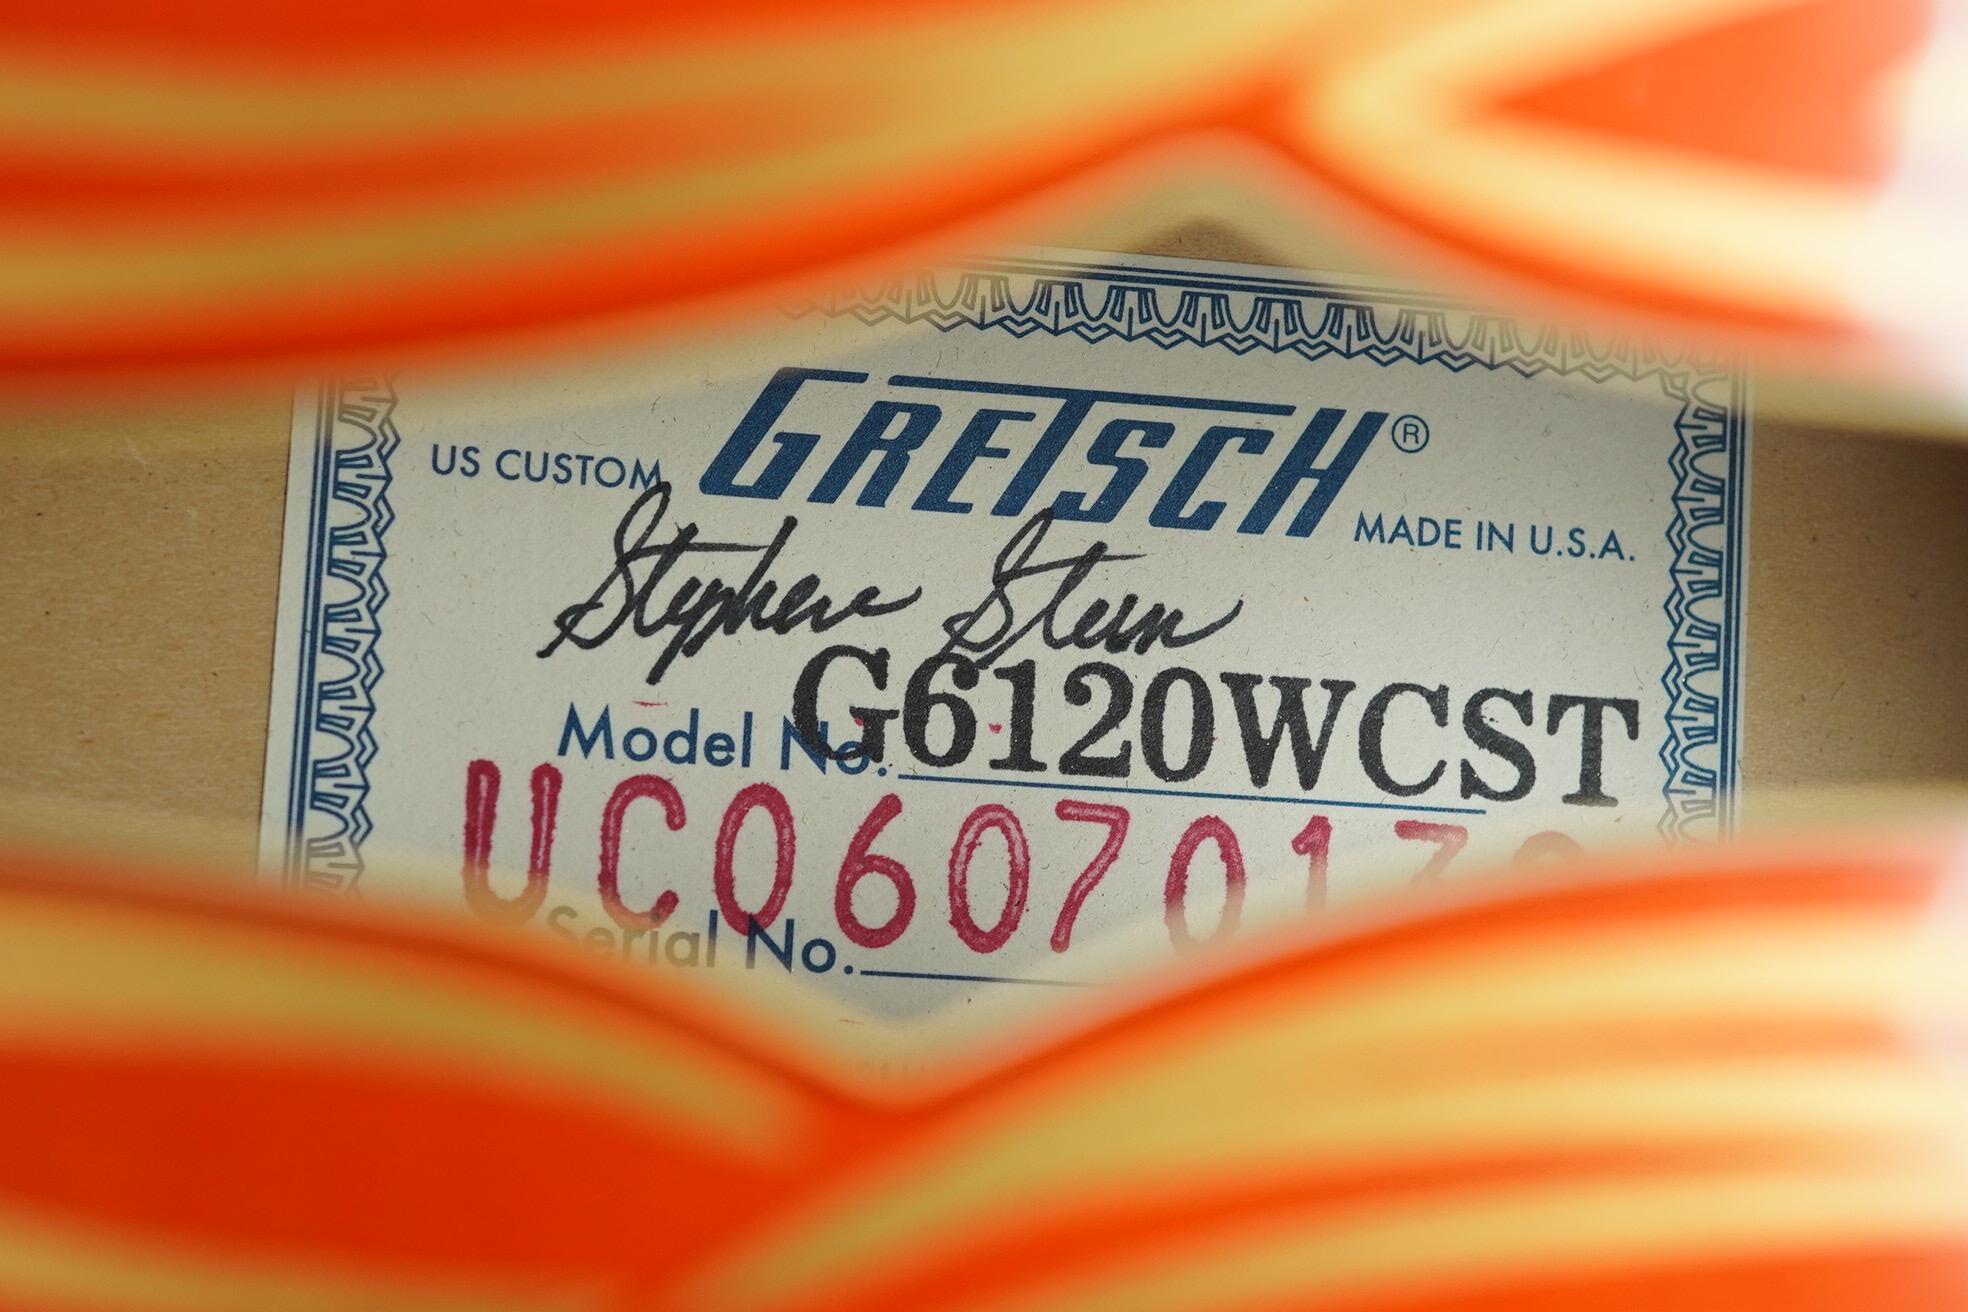 GRETSCH®
US CUSTOM
MADE IN U.S.A.
Stephen Stern
Model No. G6120WCST
UC060701
Serial No.